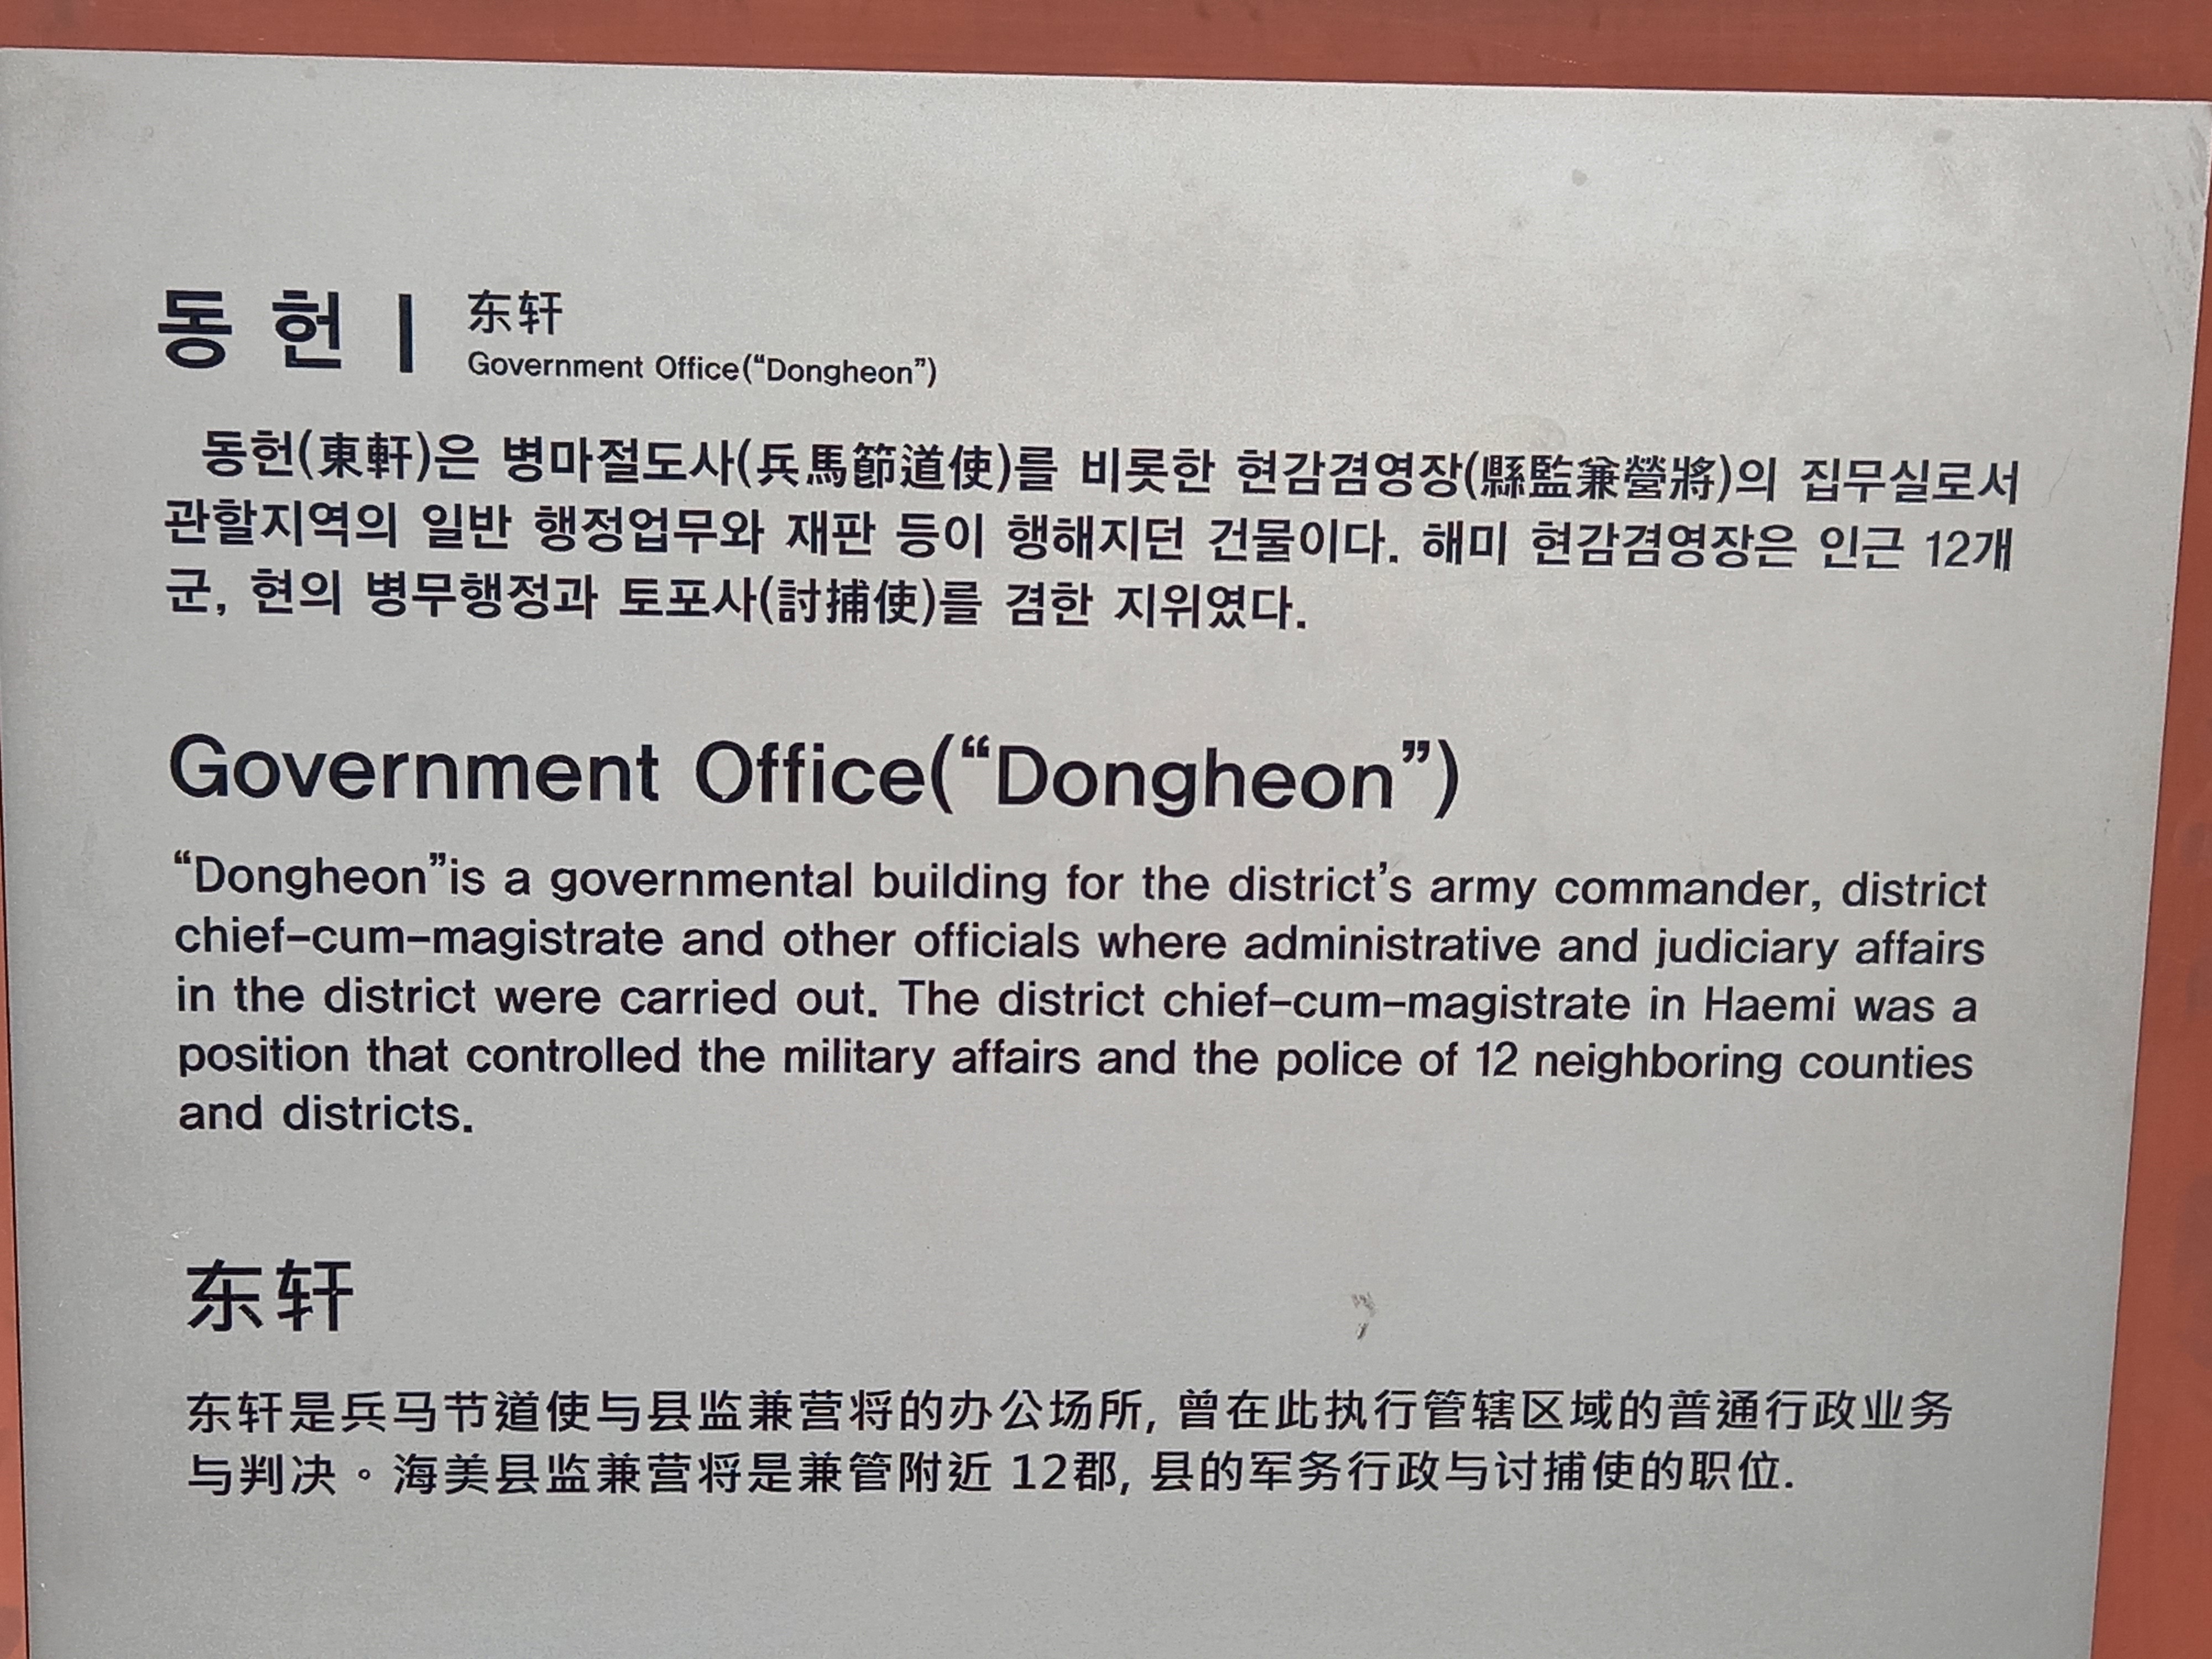 동 헌 | 东轩
Government Office(“Dongheon”)
동헌(東軒)은 병마절도사(兵馬節道使)를 비롯한 현감겸영장(縣監兼營將)의 집무실로서
관할지역의 일반 행정업무와 재판 등이 행해지던 건물이다. 해미 현감겸영장은 인근 12개
군, 현의 병무행정과 토포사(討捕使)를 겸한 지위였다.
Government Office(“Dongheon”)
“Dongheon”is a governmental building for the district’s army commander, district
chief-cum-magistrate and other officials where administrative and judiciary affairs
in the district were carried out. The district chief-cum-magistrate in Haemi was a
position that controlled the military affairs and the police of 12 neighboring counties
and districts.
东轩
东轩是兵马节道使与县监兼营将的办公场所, 曾在此执行管辖区域的普通行政业务
与判决。海美县监兼营将是兼管附近 12郡, 县的军务行政与讨捕使的职位.